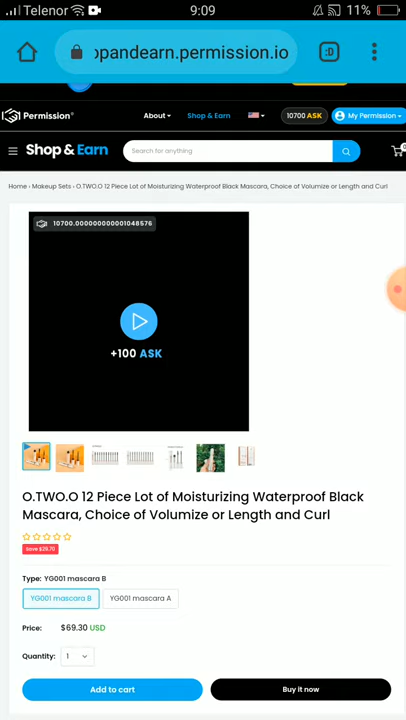 Telenor 9:09 11%
opandearn.permission.io :D
Permission® About Shop & Earn 10700 ASK My Permission
Shop & Earn Search for anything
Home › Makeup Sets › O.TWO.O 12 Piece Lot of Moisturizing Waterproof Black Mascara, Choice of Volumize or Length and Curl
10700.000000000001048576
+100 ASK
O.TWO.O 12 Piece Lot of Moisturizing Waterproof Black
Mascara, Choice of Volumize or Length and Curl
Save $29.70
Type: YG001 mascara B
YG001 mascara B YG001 mascara A
Price: $69.30 USD
Quantity: 1
Add to cart Buy it now